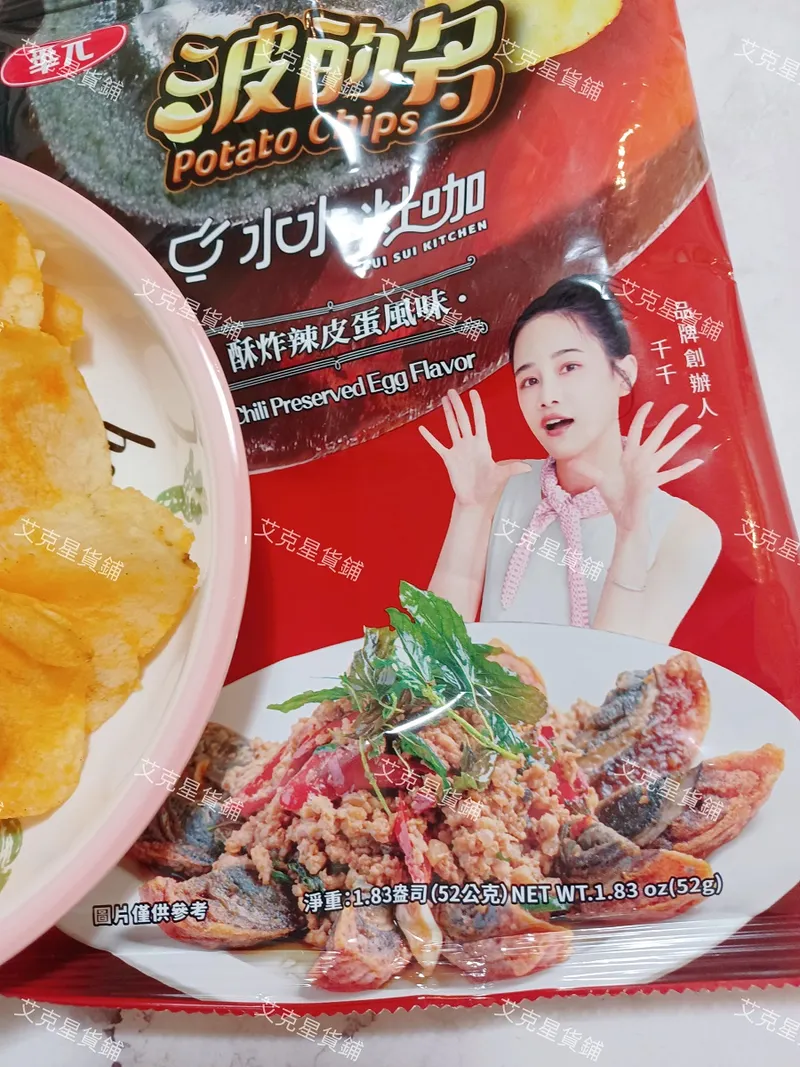 華元
波的多
Potato Chips
水水灶咖
SUI SUI KITCHEN
酥炸辣皮蛋風味
Chili Preserved Egg Flavor
品牌創辦人
千千
圖片僅供參考
淨重:1.83盎司(52公克) NET WT.1.83 oz(52g)
艾克星貨鋪